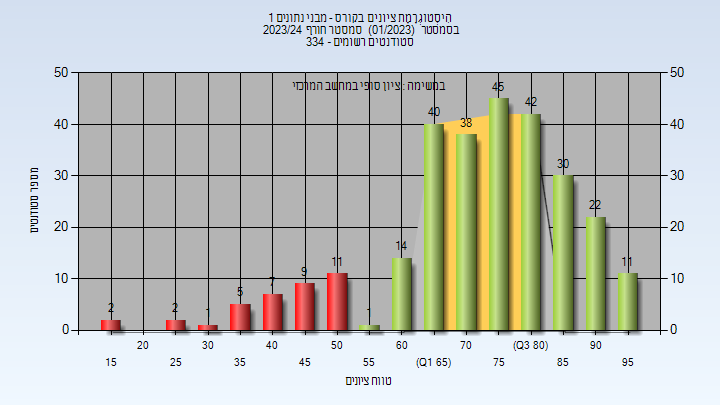 היסטוגרמת ציונים בקורס - מבני נתונים 1
בסמסטר (01/2023) סמסטר חורף 2023/24
סטודנטים רשומים - 334
במשימה : ציון סופי במחשב המרכזי
מספר סטודנטים
50 50
40 40
30 30
20 20
10 10
0 0
2 2 1 5 7 9 11 1 14 40 38 45 42 30 22 11
20 30 40 50 60 70 (Q3 80) 90
15 25 35 45 55 (Q1 65) 75 85 95
טווח ציונים